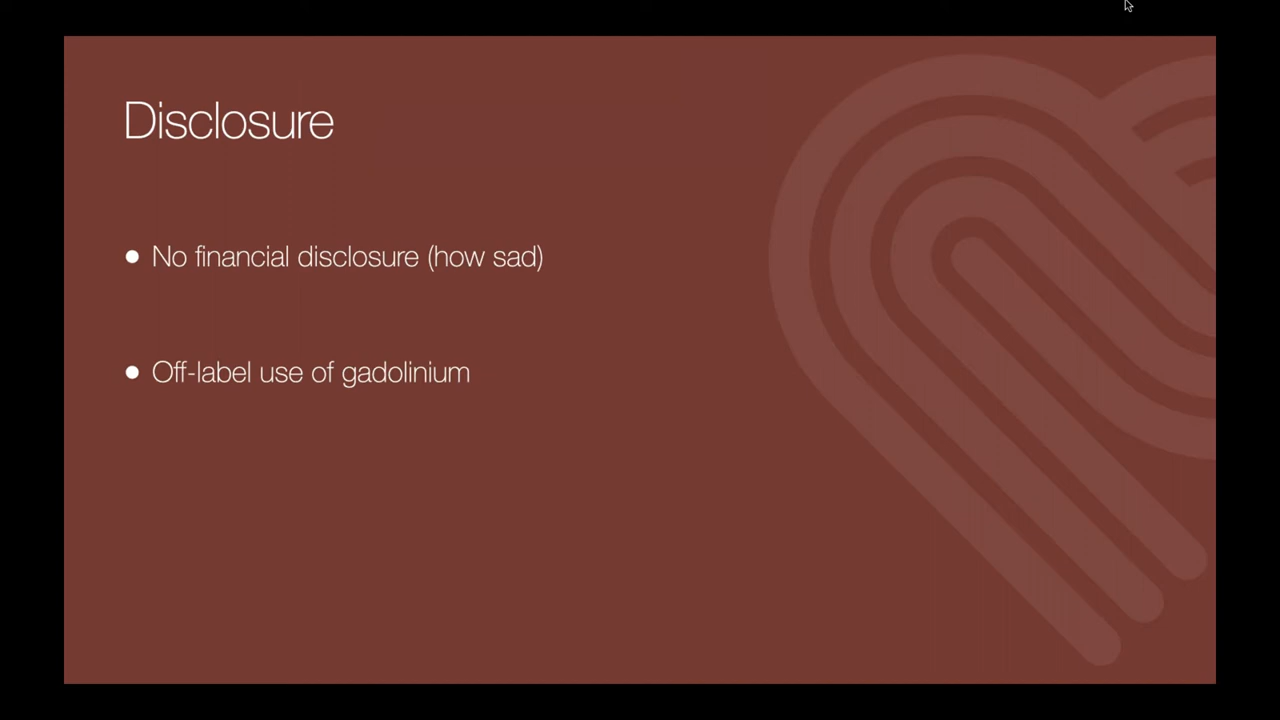 Disclosure
• No financial disclosure (how sad)
• Off-label use of gadolinium